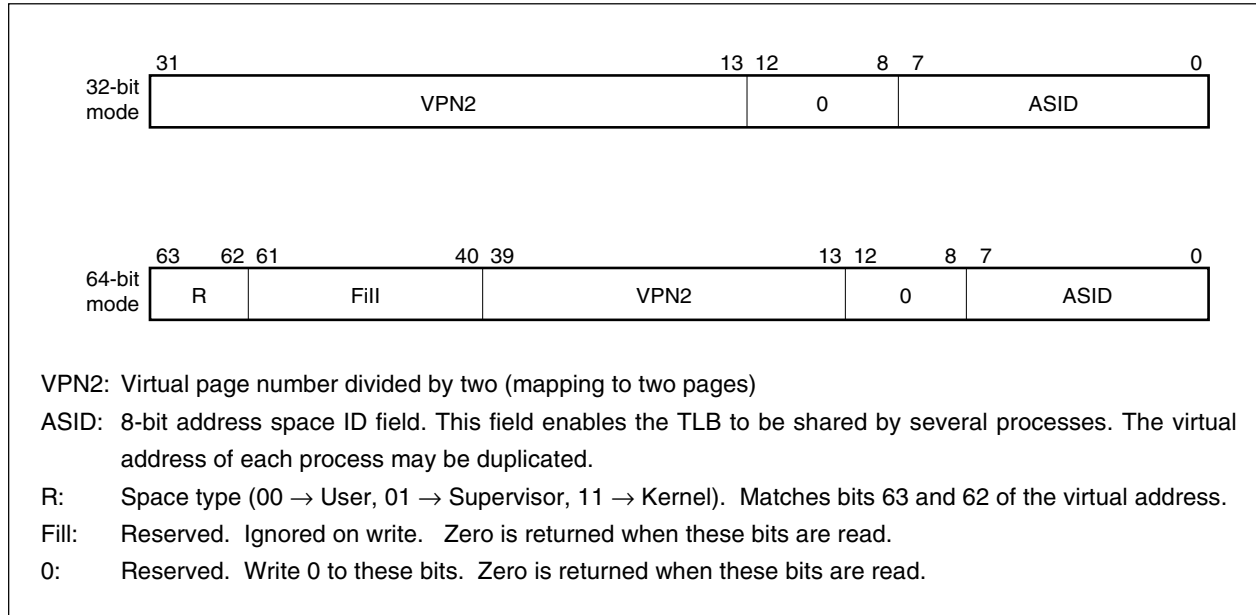 31 13 12 8 7 0
32-bit
mode
VPN2 0 ASID
63 62 61 40 39 13 12 8 7 0
64-bit
mode
R Fill VPN2 0 ASID
VPN2: Virtual page number divided by two (mapping to two pages)
ASID: 8-bit address space ID field. This field enables the TLB to be shared by several processes. The virtual
address of each process may be duplicated.
R: Space type (00 → User, 01 → Supervisor, 11 → Kernel). Matches bits 63 and 62 of the virtual address.
Fill: Reserved. Ignored on write. Zero is returned when these bits are read.
0: Reserved. Write 0 to these bits. Zero is returned when these bits are read.